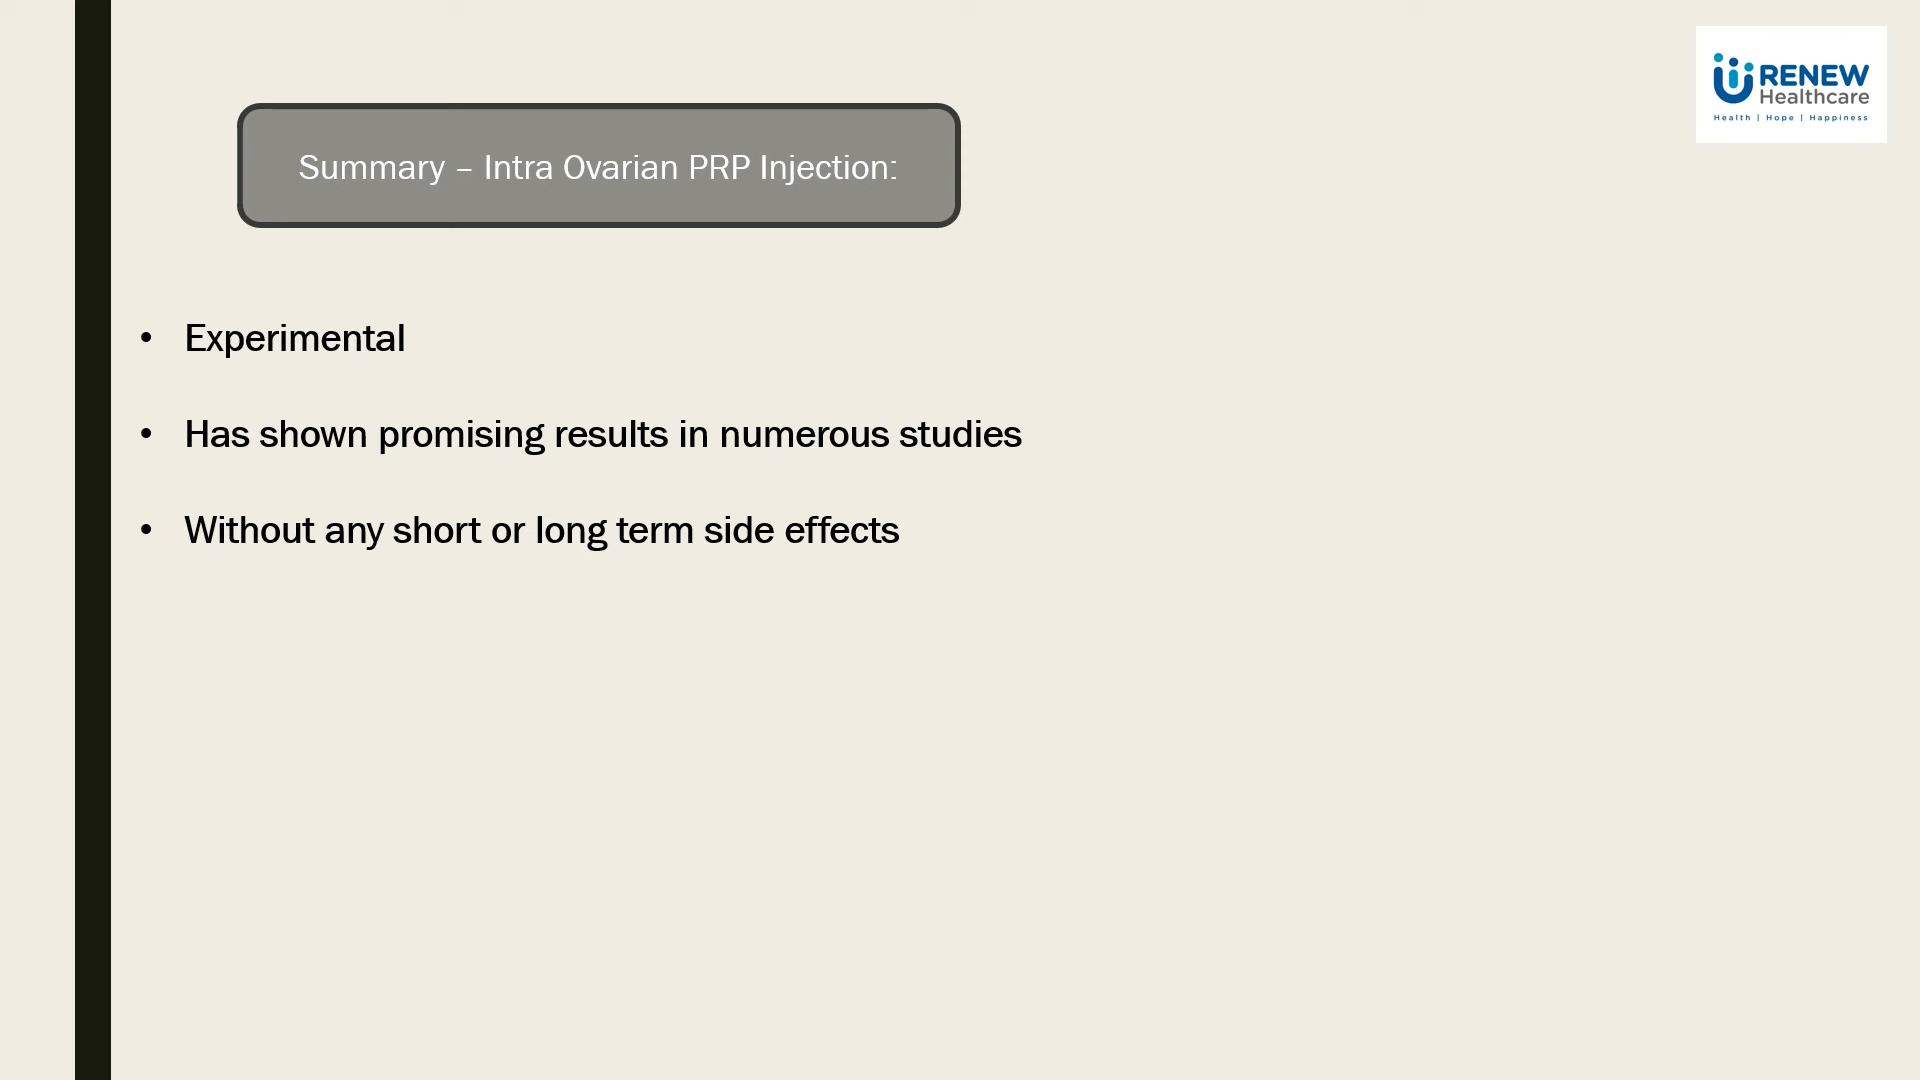 RENEW
Healthcare
Health | Hope | Happiness
Summary – Intra Ovarian PRP Injection:
• Experimental
• Has shown promising results in numerous studies
• Without any short or long term side effects